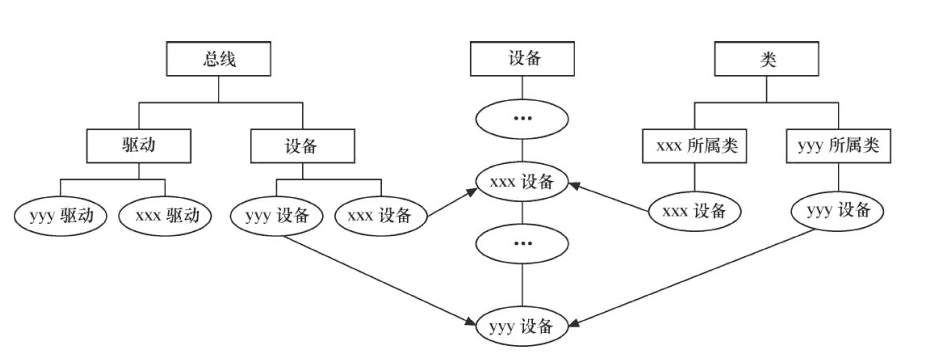 总线
设备
类
驱动
设备
•••
xxx 所属类
yyy 所属类
yyy 驱动
xxx 驱动
yyy 设备
xxx 设备
xxx 设备
xxx 设备
yyy 设备
•••
yyy 设备